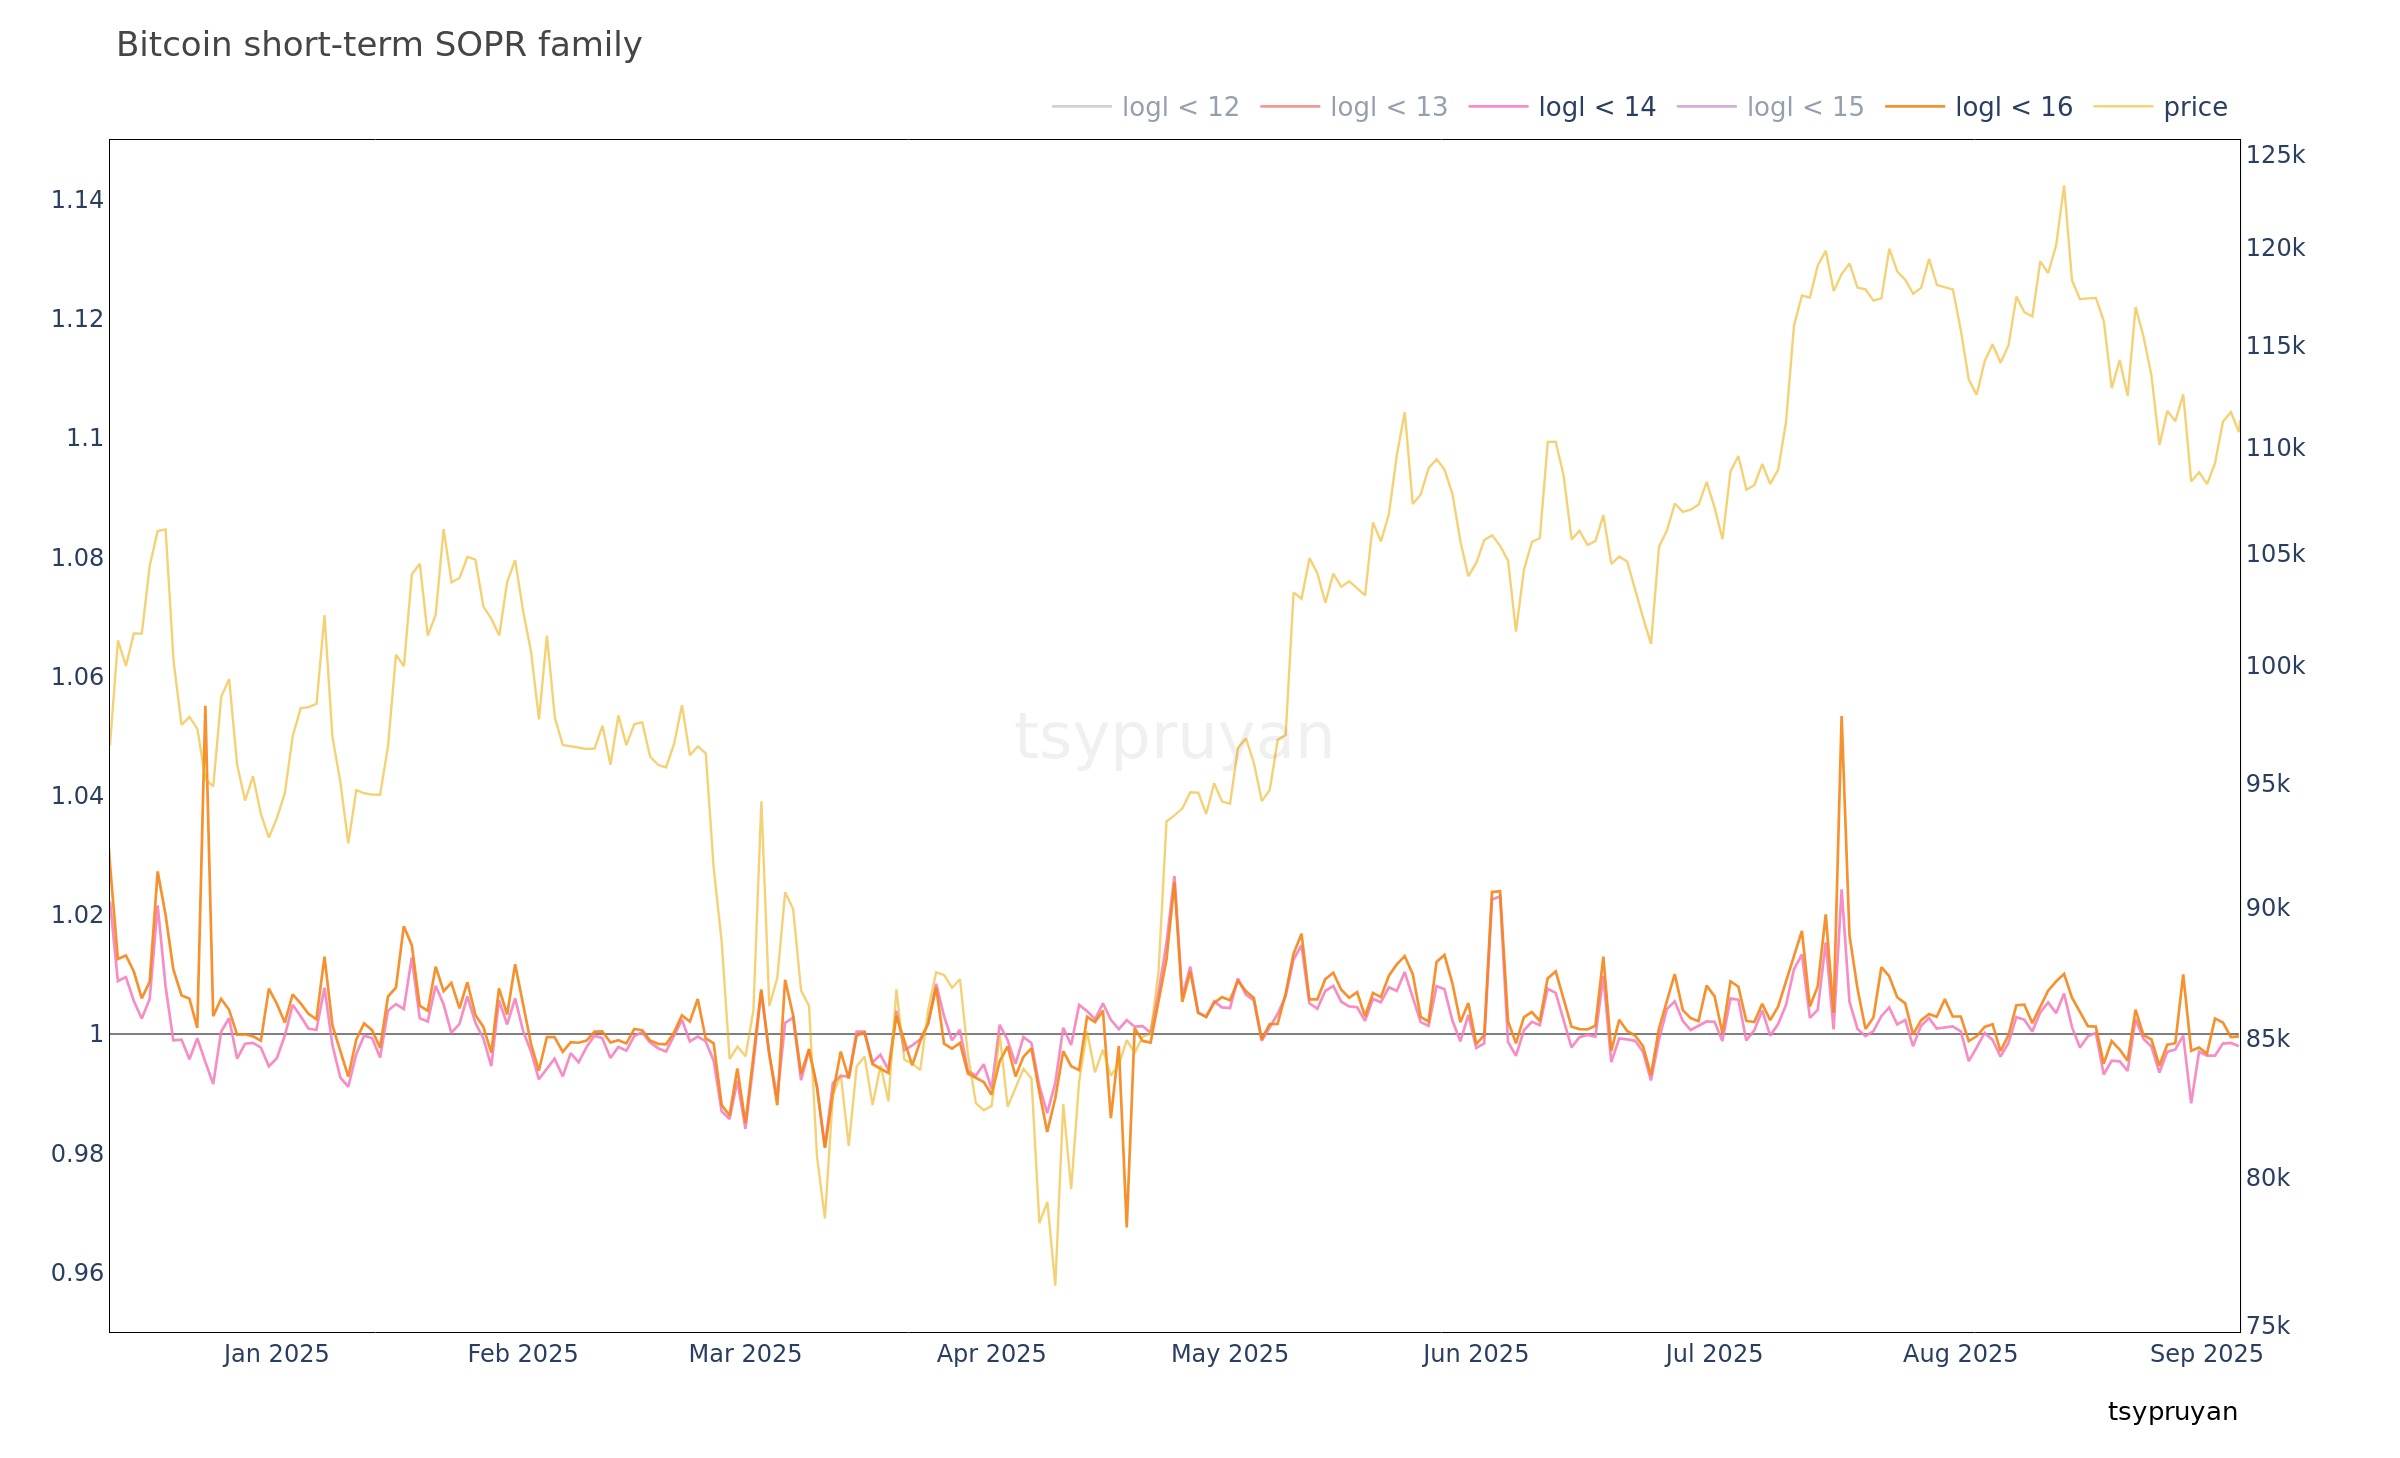 Bitcoin short-term SOPR family
logl < 12 logl < 13 logl < 14 logl < 15 logl < 16 price
1.14
1.12
1.1
1.08
1.06
1.04
1.02
1
0.98
0.96
125k
120k
115k
110k
105k
100k
95k
90k
85k
80k
75k
tsypruyan
Jan 2025 Feb 2025 Mar 2025 Apr 2025 May 2025 Jun 2025 Jul 2025 Aug 2025 Sep 2025
tsypruyan